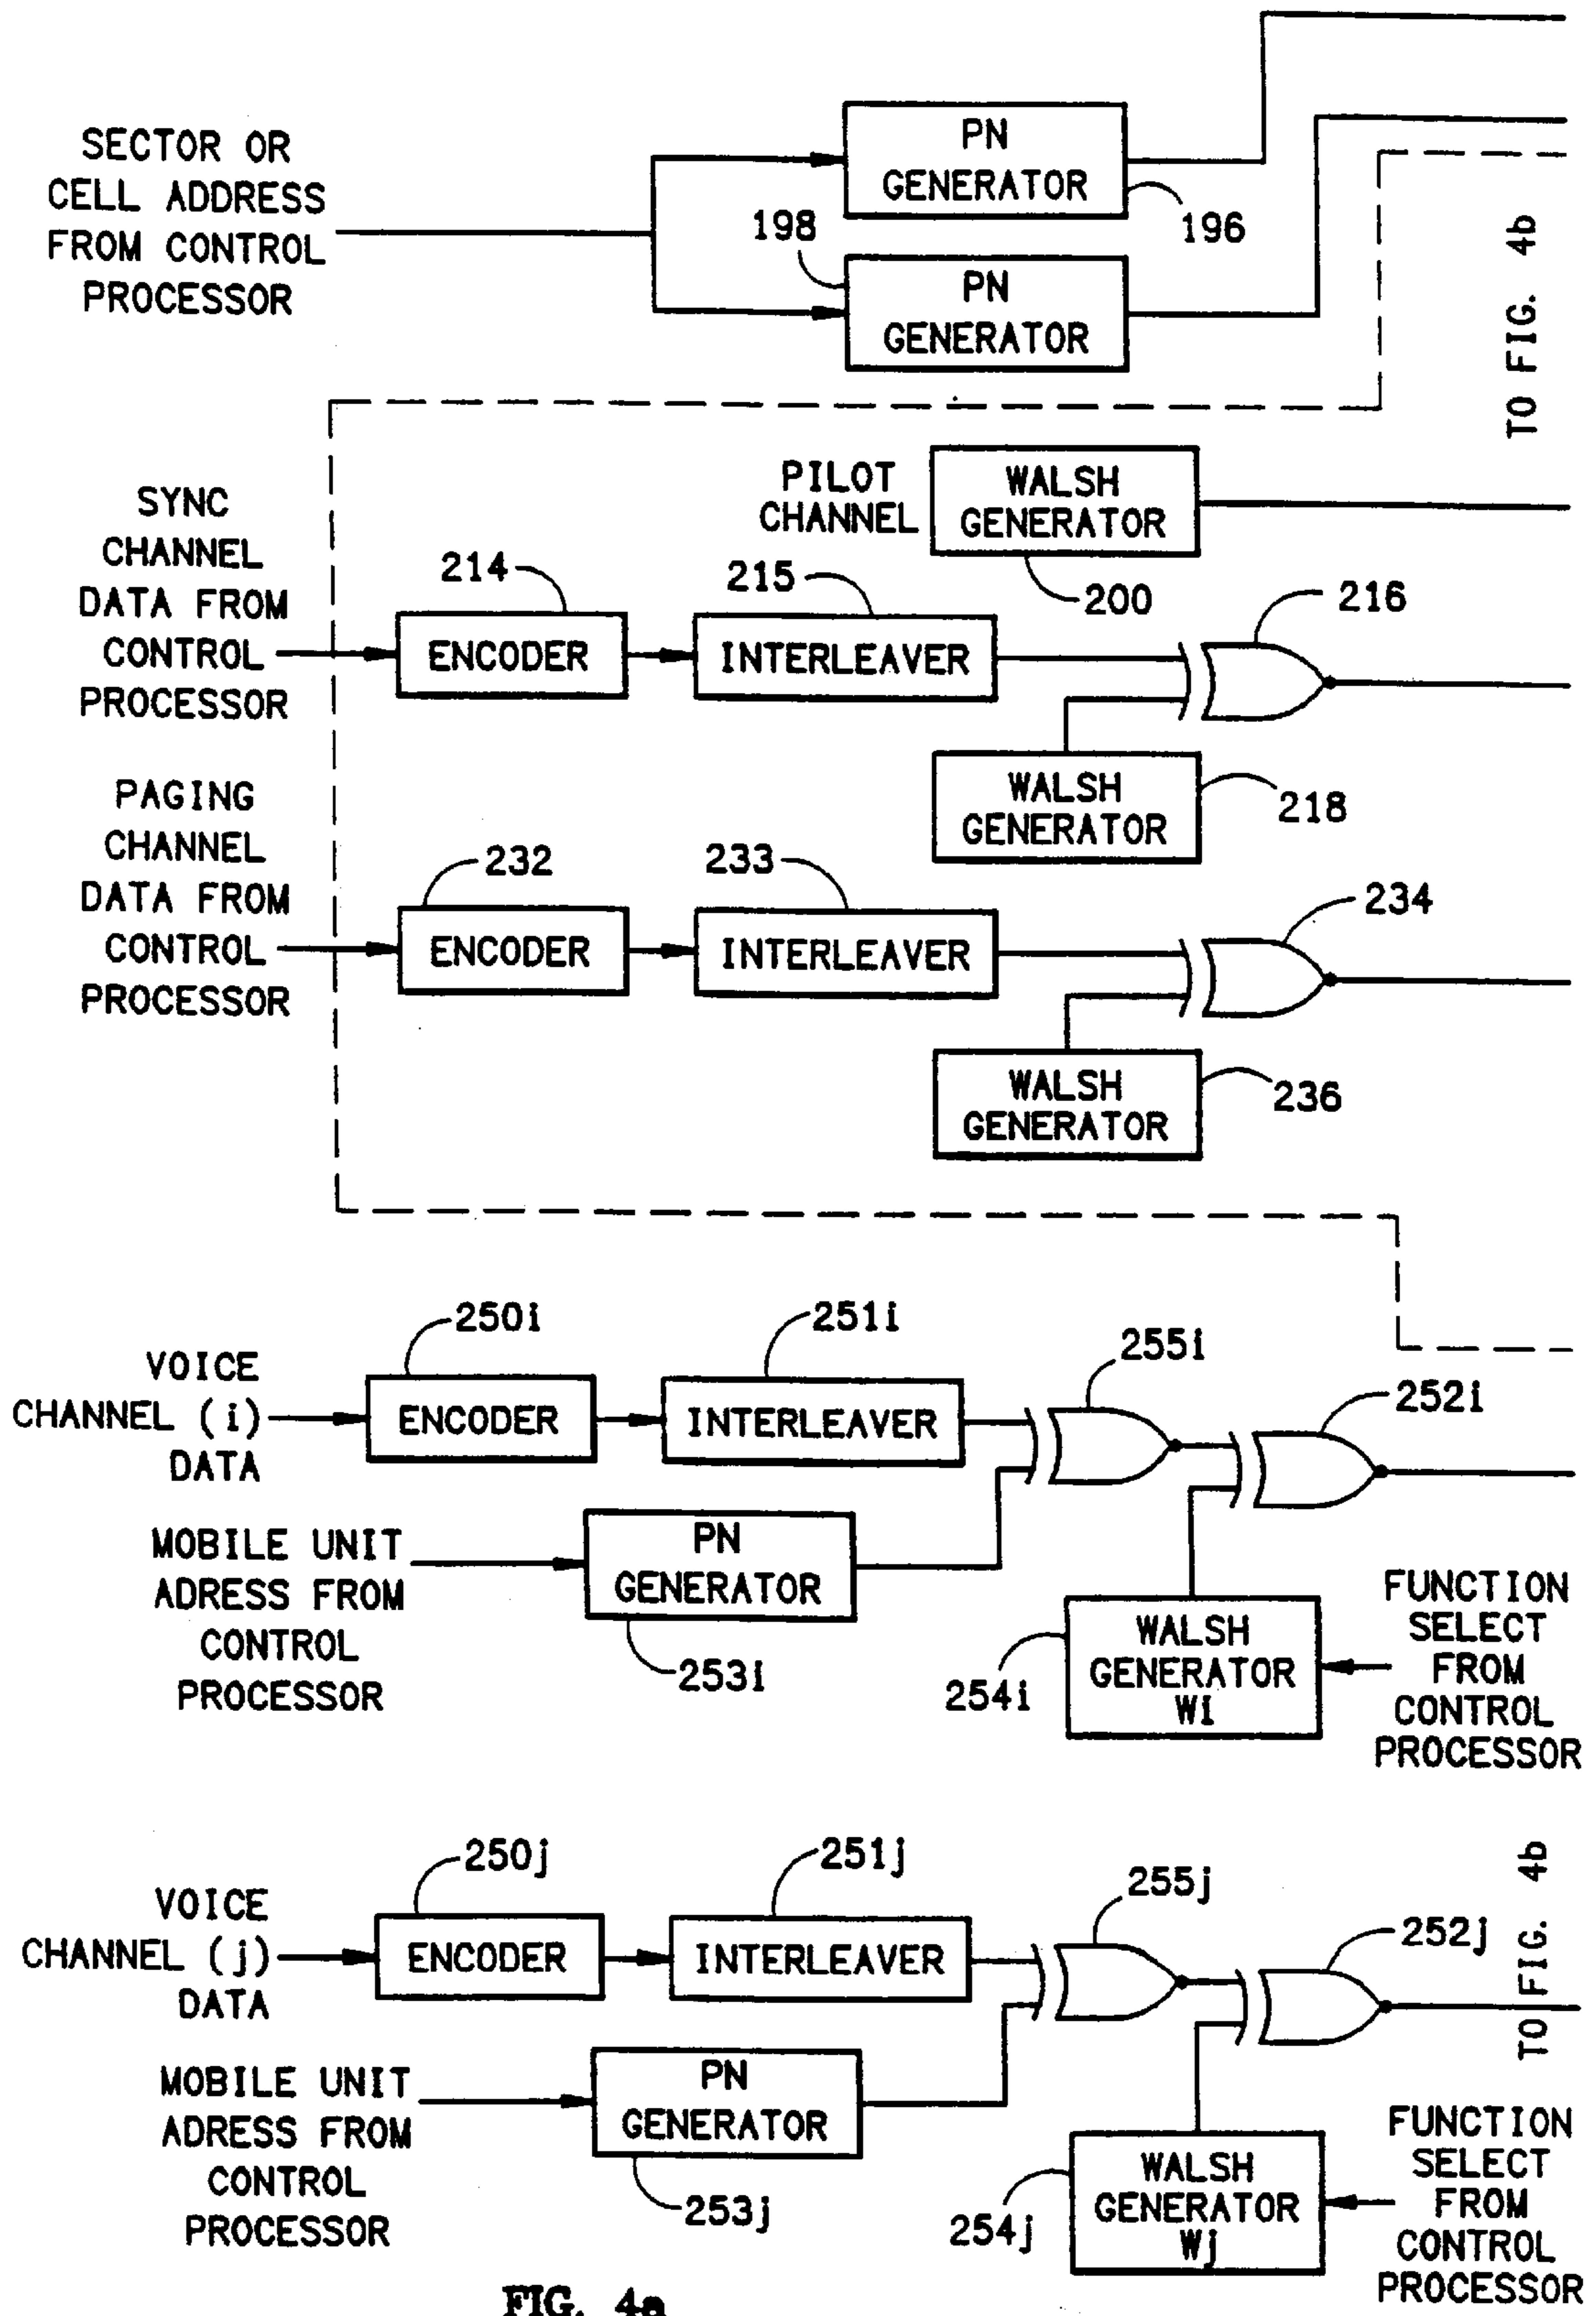 SECTOR OR
CELL ADDRESS
FROM CONTROL
PROCESSOR
PN
GENERATOR
196
198
PN
GENERATOR
TO FIG. 4b
PILOT
CHANNEL
WALSH
GENERATOR
200
SYNC
CHANNEL
DATA FROM
CONTROL
PROCESSOR
214
ENCODER
215
INTERLEAVER
216
WALSH
GENERATOR
218
PAGING
CHANNEL
DATA FROM
CONTROL
PROCESSOR
232
ENCODER
233
INTERLEAVER
234
WALSH
GENERATOR
236
VOICE
CHANNEL (i)
DATA
250i
ENCODER
251i
INTERLEAVER
255i
252i
MOBILE UNIT
ADRESS FROM
CONTROL
PROCESSOR
PN
GENERATOR
253i
254i
WALSH
GENERATOR
WI
FUNCTION
SELECT
FROM
CONTROL
PROCESSOR
VOICE
CHANNEL (j)
DATA
250j
ENCODER
251j
INTERLEAVER
255j
252j
TO FIG. 4b
MOBILE UNIT
ADRESS FROM
CONTROL
PROCESSOR
PN
GENERATOR
253j
254j
WALSH
GENERATOR
Wj
FUNCTION
SELECT
FROM
CONTROL
PROCESSOR
FIG. 4a